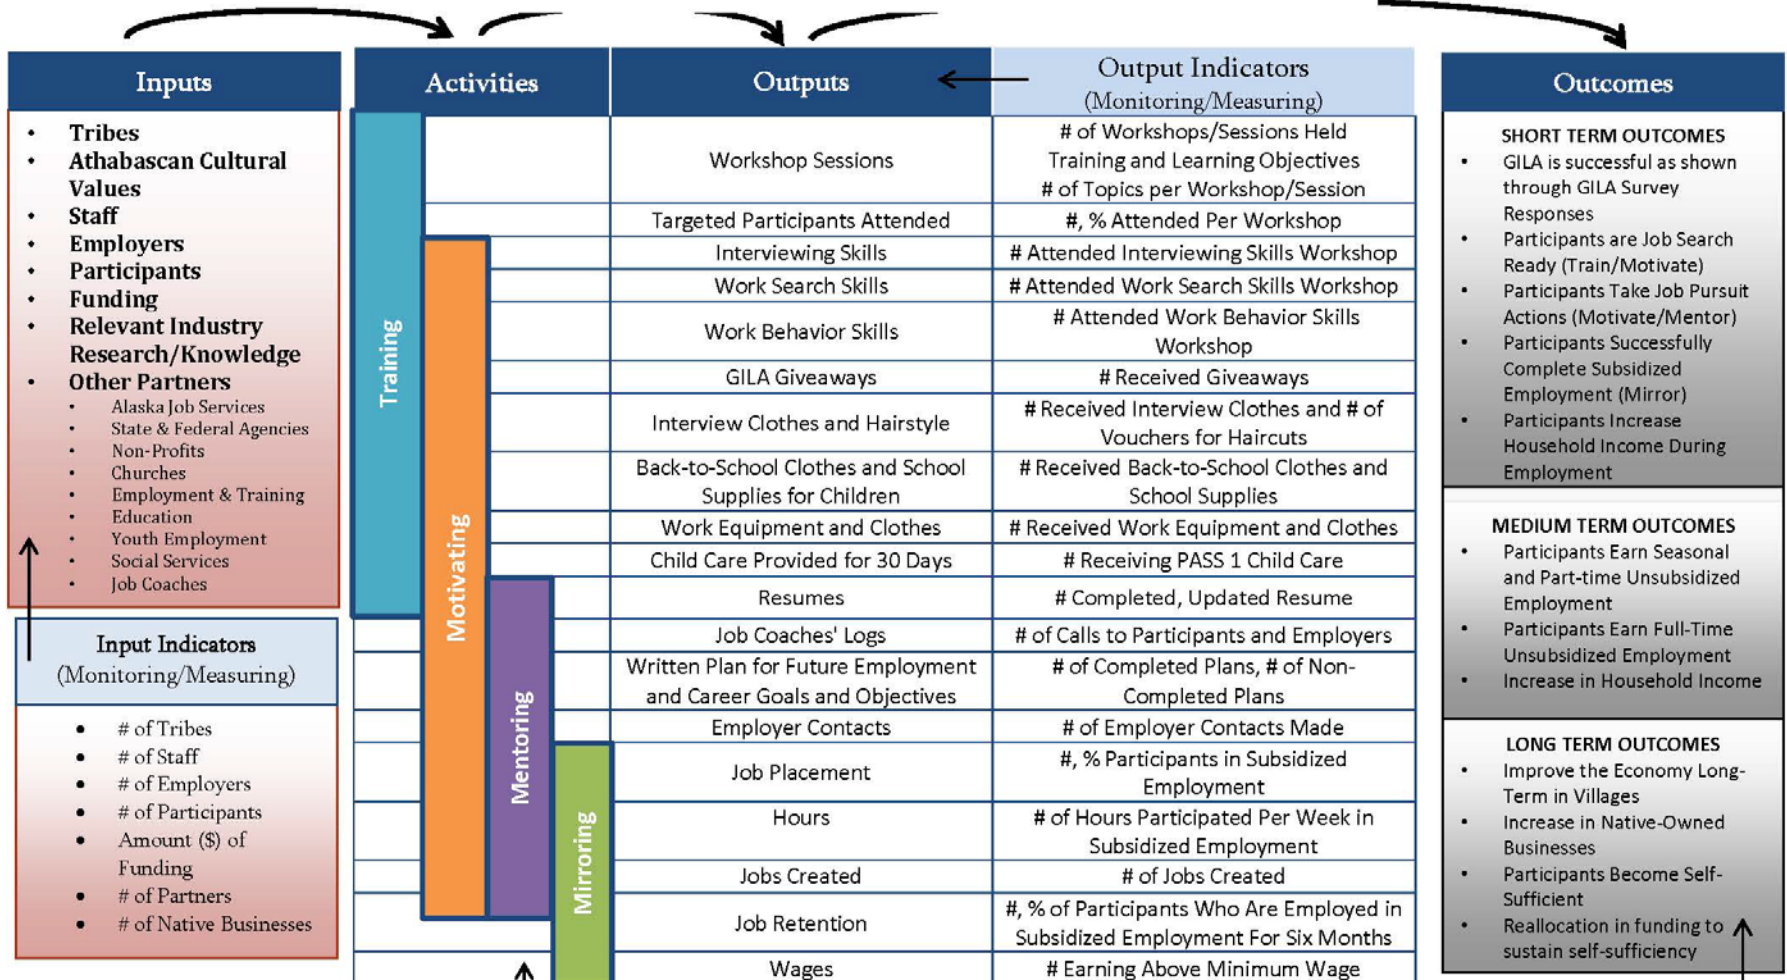 Inputs
• Tribes
• Athabascan Cultural
Values
• Staff
• Employers
• Participants
• Funding
• Relevant Industry
Research/Knowledge
• Other Partners
• Alaska Job Services
• State & Federal Agencies
• Non-Profits
• Churches
• Employment & Training
• Education
• Youth Employment
• Social Services
• Job Coaches
Input Indicators
(Monitoring/Measuring)
• # of Tribes
• # of Staff
• # of Employers
• # of Participants
• Amount ($) of
Funding
• # of Partners
• # of Native Businesses
Activities
Training
Motivating
Mentoring
Mirroring
Outputs
Output Indicators
(Monitoring/Measuring)
Workshop Sessions
# of Workshops/Sessions Held
Training and Learning Objectives
# of Topics per Workshop/Session
Targeted Participants Attended
#, % Attended Per Workshop
Interviewing Skills
# Attended Interviewing Skills Workshop
Work Search Skills
# Attended Work Search Skills Workshop
Work Behavior Skills
# Attended Work Behavior Skills
Workshop
GILA Giveaways
# Received Giveaways
Interview Clothes and Hairstyle
# Received Interview Clothes and # of
Vouchers for Haircuts
Back-to-School Clothes and School
Supplies for Children
# Received Back-to-School Clothes and
School Supplies
Work Equipment and Clothes
# Received Work Equipment and Clothes
Child Care Provided for 30 Days
# Receiving PASS 1 Child Care
Resumes
# Completed, Updated Resume
Job Coaches' Logs
# of Calls to Participants and Employers
Written Plan for Future Employment
and Career Goals and Objectives
# of Completed Plans, # of Non-
Completed Plans
Employer Contacts
# of Employer Contacts Made
Job Placement
#, % Participants in Subsidized
Employment
Hours
# of Hours Participated Per Week in
Subsidized Employment
Jobs Created
# of Jobs Created
Job Retention
#, % of Participants Who Are Employed in
Subsidized Employment For Six Months
Wages
# Earning Above Minimum Wage
Outcomes
SHORT TERM OUTCOMES
• GILA is successful as shown
through GILA Survey
Responses
• Participants are Job Search
Ready (Train/Motivate)
• Participants Take Job Pursuit
Actions (Motivate/Mentor)
• Participants Successfully
Complete Subsidized
Employment (Mirror)
• Participants Increase
Household Income During
Employment
MEDIUM TERM OUTCOMES
• Participants Earn Seasonal
and Part-time Unsubsidized
Employment
• Participants Earn Full-Time
Unsubsidized Employment
• Increase in Household Income
LONG TERM OUTCOMES
• Improve the Economy Long-
Term in Villages
• Increase in Native-Owned
Businesses
• Participants Become Self-
Sufficient
• Reallocation in funding to
sustain self-sufficiency